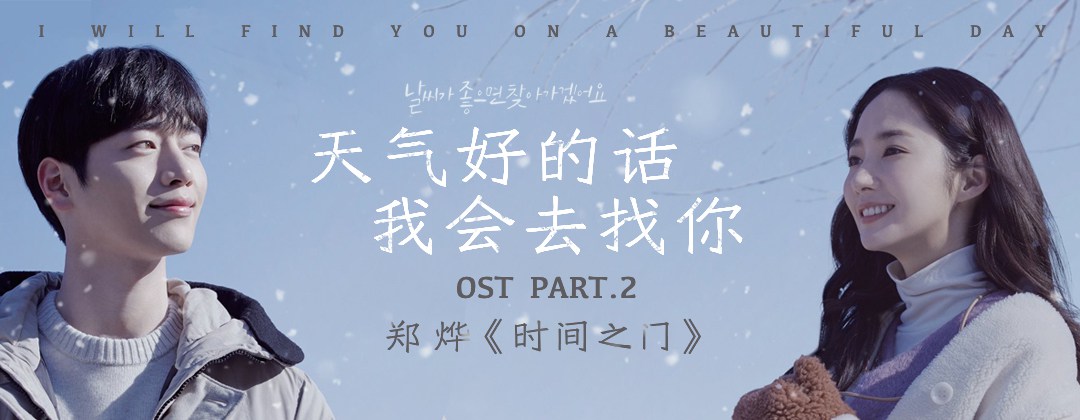 I WILL FIND YOU ON A BEAUTIFUL DAY
날씨가 좋으면 찾아가겠어요
天气好的话
我会去找你
OST PART.2
郑烨《时间之门》